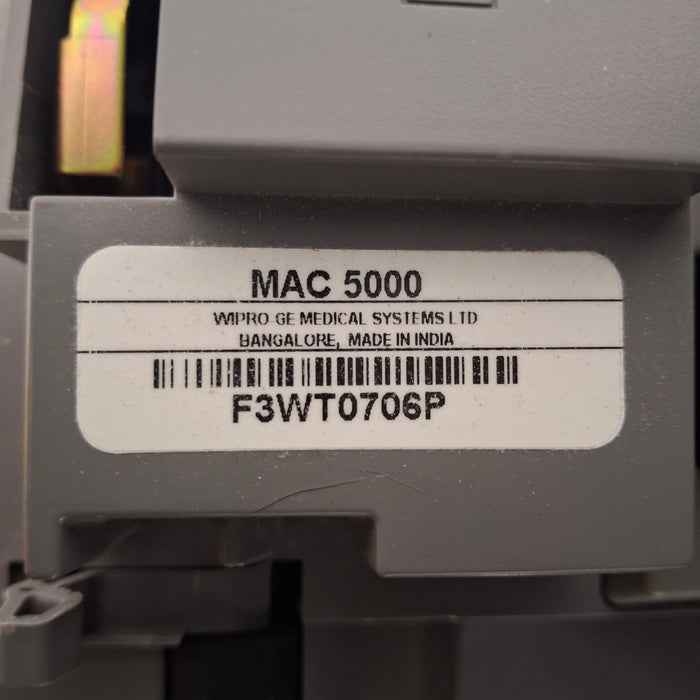 MAC 5000
WIPRO GE MEDICAL SYSTEMS LTD
BANGALORE, MADE IN INDIA
F3WT0706P